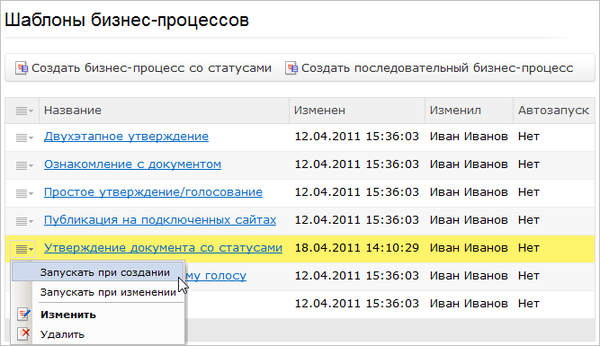 Шаблоны бизнес-процессов
Создать бизнес-процесс со статусами Создать последовательный бизнес-процесс
Название Изменен Изменил Автозапуск
Двухэтапное утверждение 12.04.2011 15:36:03 Иван Иванов Нет
Ознакомление с документом 12.04.2011 15:36:03 Иван Иванов Нет
Простое утверждение/голосование 12.04.2011 15:36:03 Иван Иванов Нет
Публикация на подключенных сайтах 12.04.2011 15:36:03 Иван Иванов Нет
Утверждение документа со статусами 18.04.2011 14:10:29 Иван Иванов Нет
Запускать при создании му голосу 12.04.2011 15:36:03 Иван Иванов Нет
Запускать при изменении 12.04.2011 15:36:03 Иван Иванов Нет
Изменить
Удалить